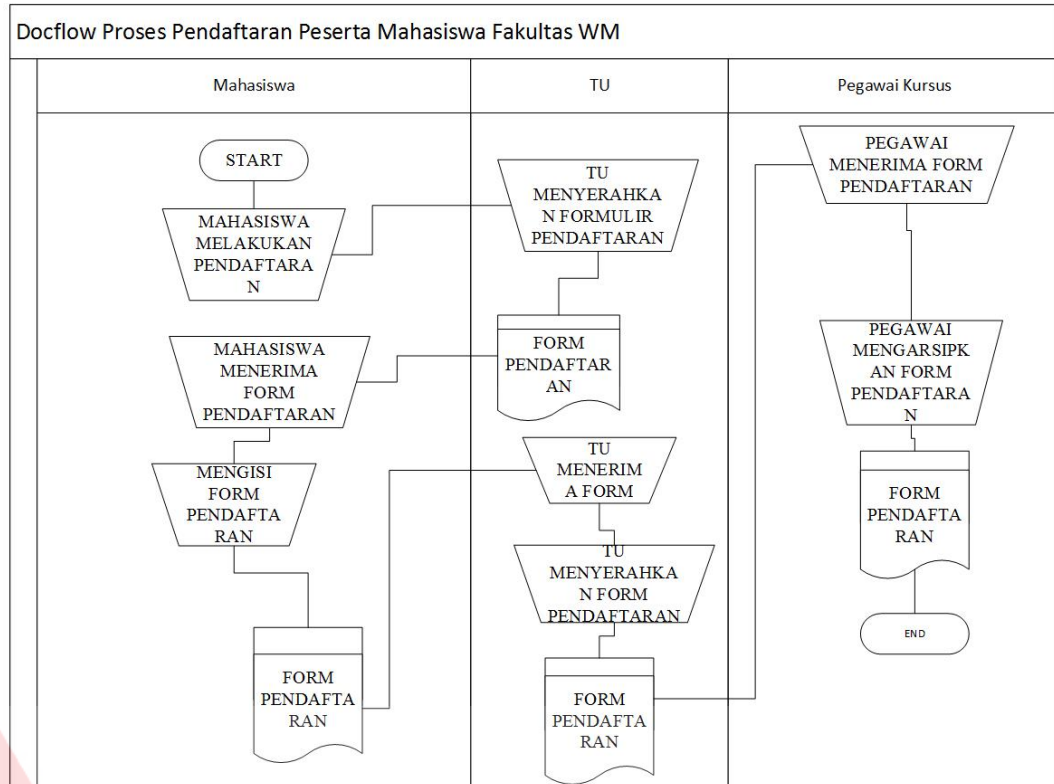 Docflow Proses Pendaftaran Peserta Mahasiswa Fakultas WM
Mahasiswa
TU
Pegawai Kursus
START
MAHASISWA
MELAKUKAN
PENDAFTARA
N
TU
MENYERAHKA
N FORMULIR
PENDAFTARAN
FORM
PENDAFTAR
AN
MAHASISWA
MENERIMA
FORM
PENDAFTARAN
MENGISI
FORM
PENDAFTA
RAN
FORM
PENDAFTA
RAN
TU
MENERIM
A FORM
TU
MENYERAHKA
N FORM
PENDAFTARAN
FORM
PENDAFTA
RAN
PEGAWAI
MENERIMA FORM
PENDAFTARAN
PEGAWAI
MENGARSIPK
AN FORM
PENDAFTARA
N
FORM
PENDAFTA
RAN
END